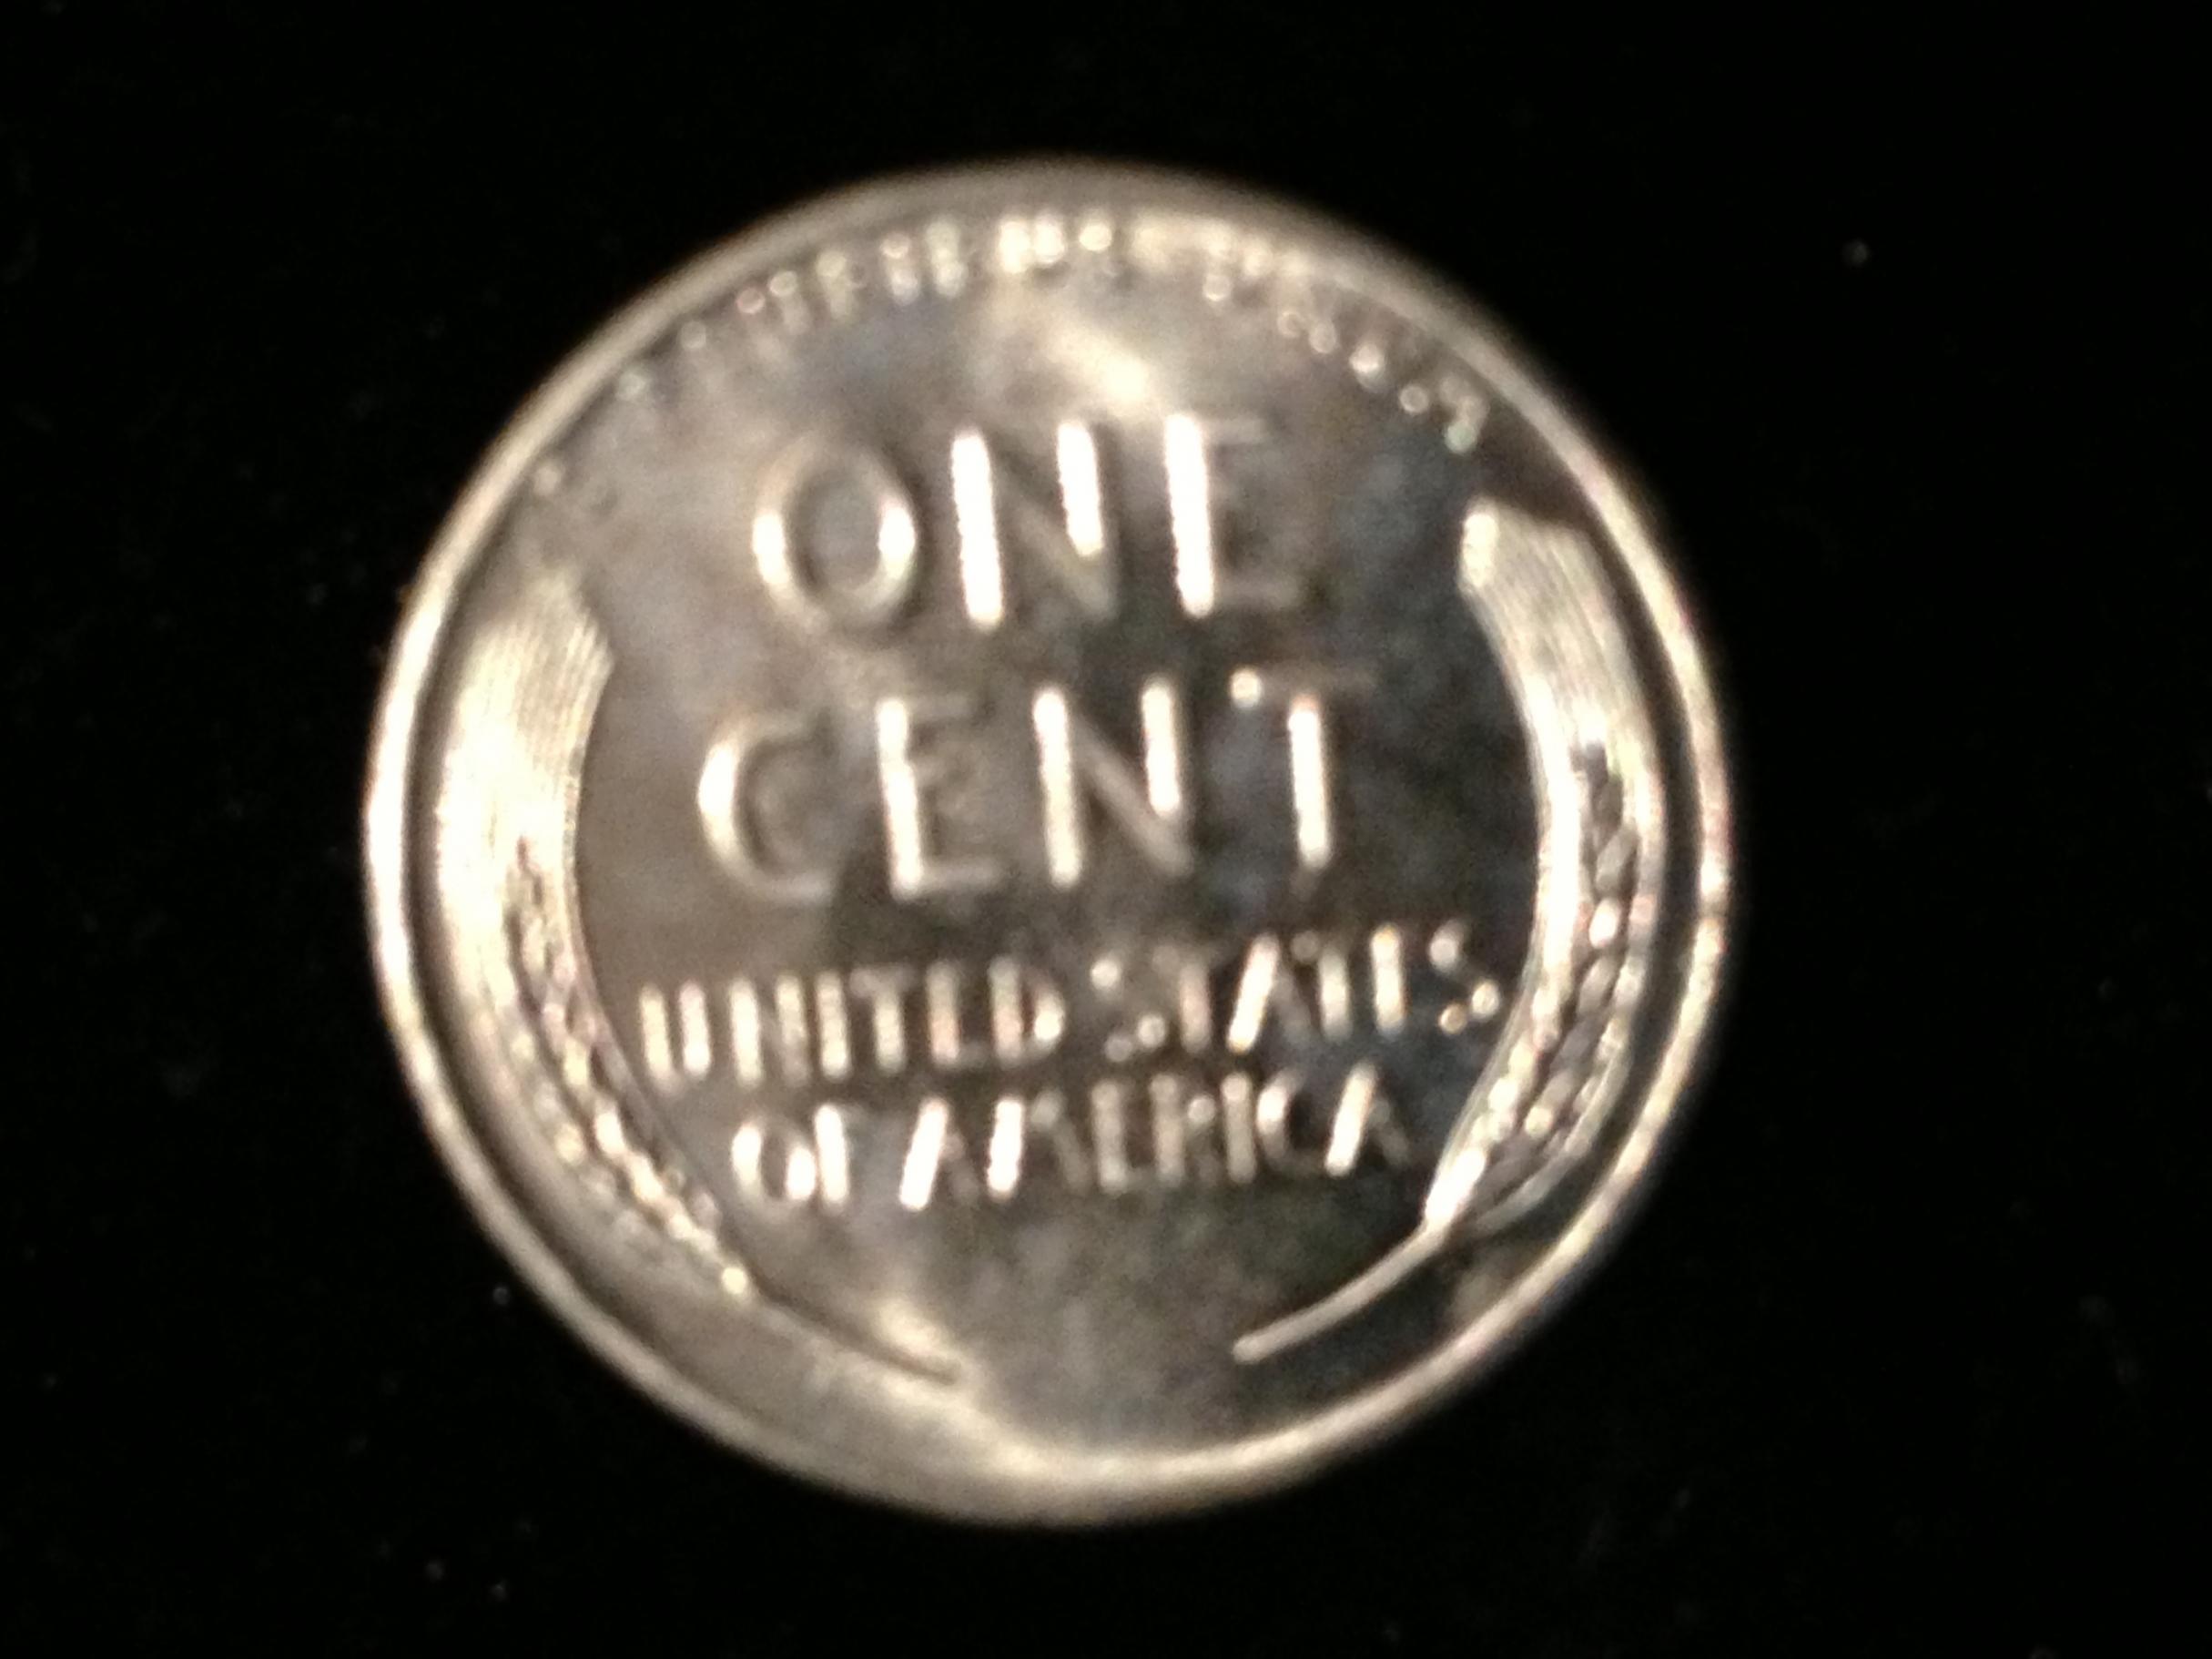 ONE
CENT
UNITED STATES
OF AMERICA